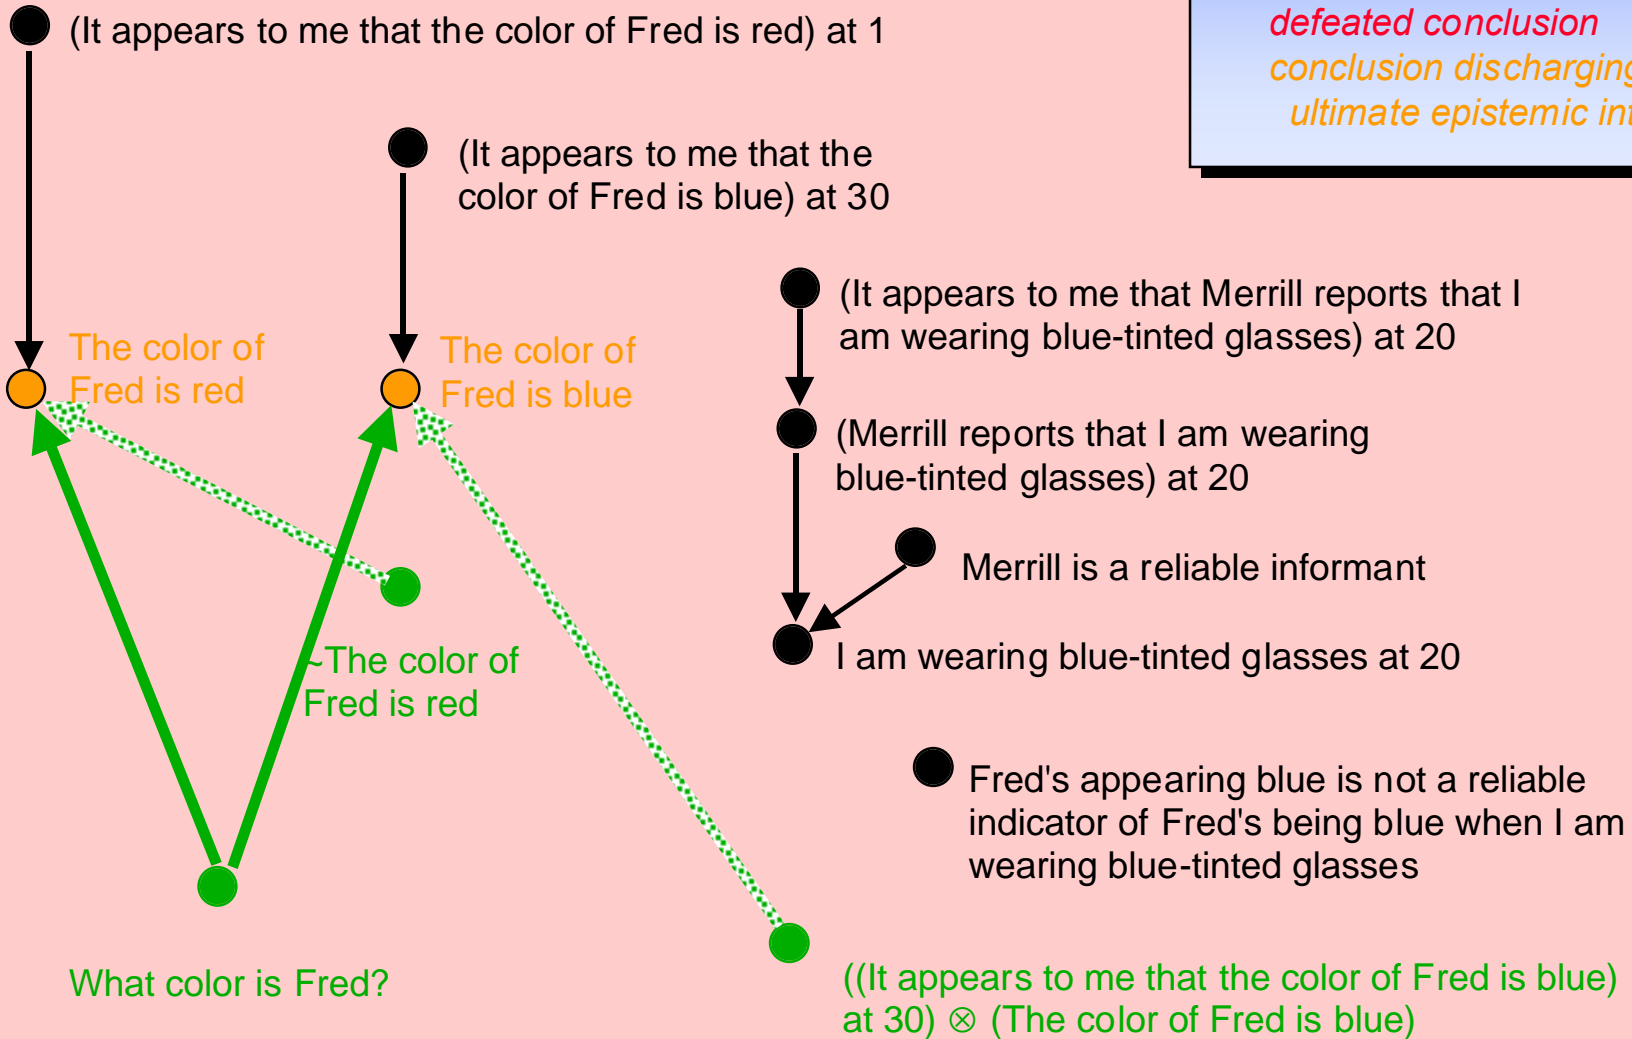 (It appears to me that the color of Fred is red) at 1
defeated conclusion
conclusion discharging
ultimate epistemic int
(It appears to me that the
color of Fred is blue) at 30
(It appears to me that Merrill reports that I
am wearing blue-tinted glasses) at 20
The color of
Fred is red
The color of
Fred is blue
(Merrill reports that I am wearing
blue-tinted glasses) at 20
Merrill is a reliable informant
I am wearing blue-tinted glasses at 20
~The color of
Fred is red
Fred's appearing blue is not a reliable
indicator of Fred's being blue when I am
wearing blue-tinted glasses
What color is Fred?
((It appears to me that the color of Fred is blue)
at 30) ⊗ (The color of Fred is blue)